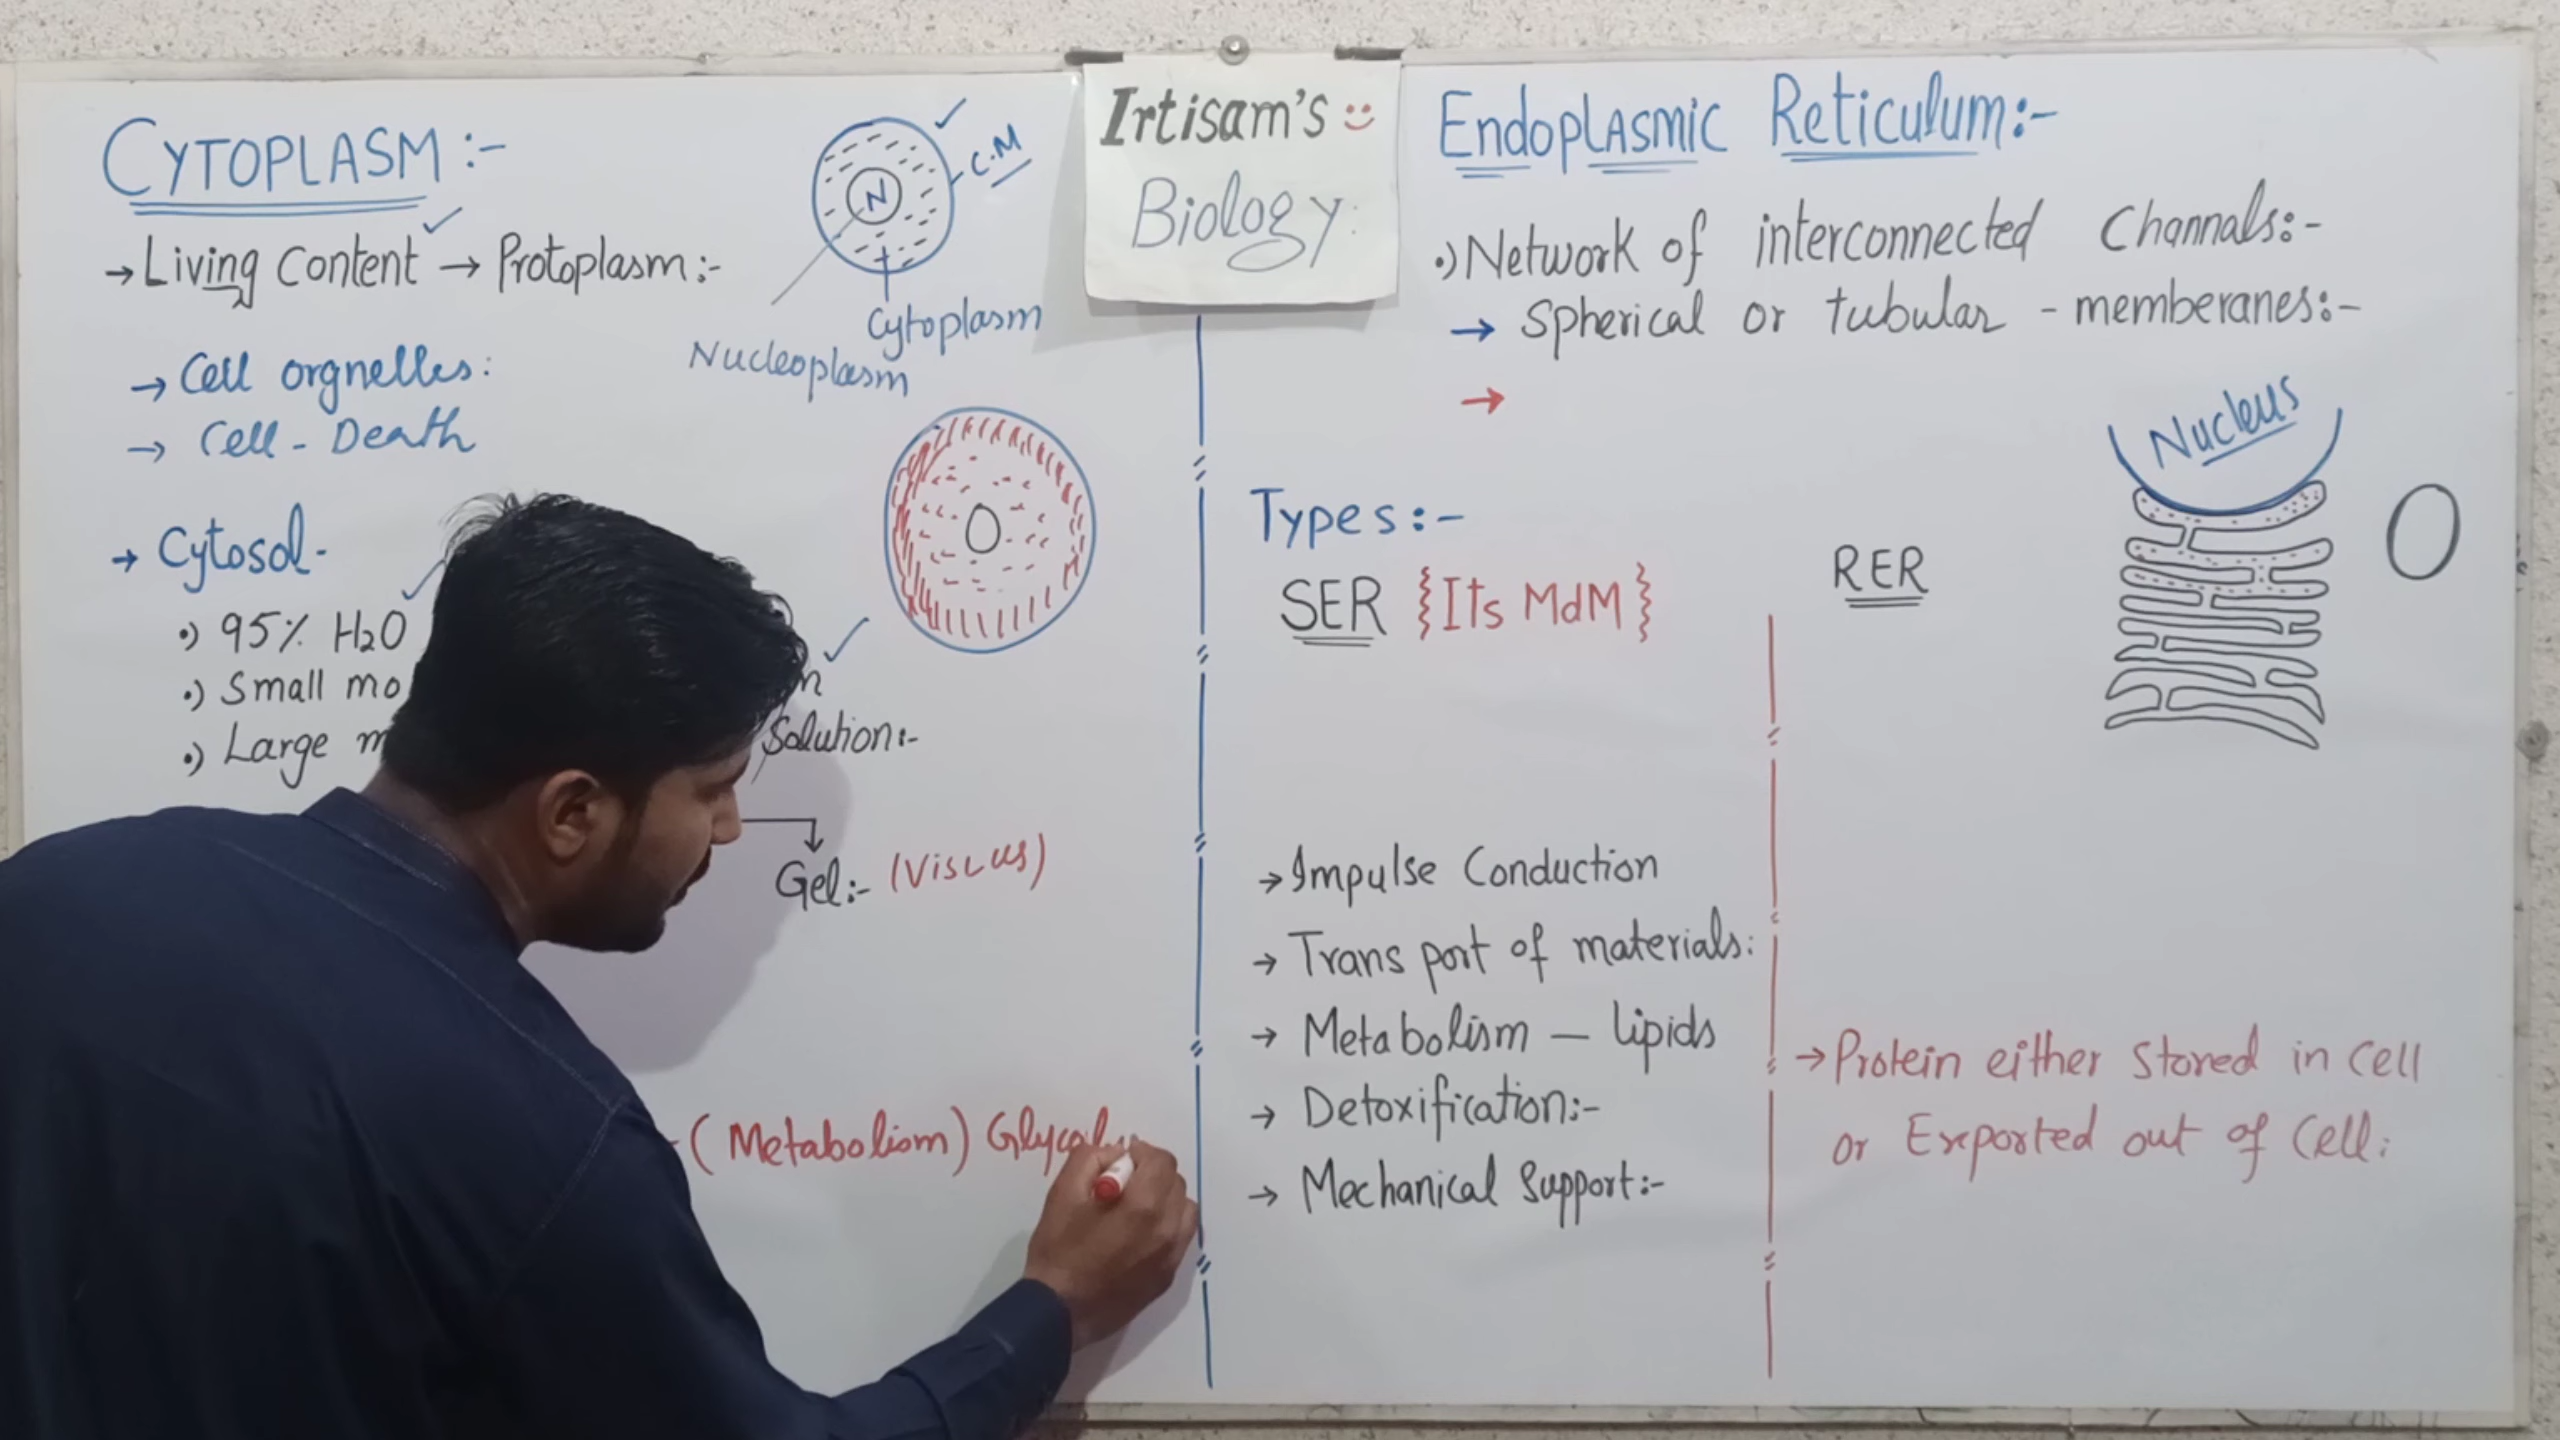 Irtisam's
Biology:
CYTOPLASM :-
→ Living Content → Protoplasm :-
→ Cell orgnelles:
→ Cell - Death
N
C.M
Cytoplasm
Nucleoplasm
→ Cytosol -
•) 95% H2O
•) Small mo
•) Large m
Solution:-
Gel:- (Viscus)
(Metabolism) Glycoly
Endoplasmic Reticulum:-
•) Network of interconnected Channals:-
→ Spherical or tubular - memberanes:-
→
Nucleus
Types:-
SER {Its MdM}
→ Impulse Conduction
→ Trans port of materials:
→ Metabolism — lipids
→ Detoxification:-
→ Mechanical Support:-
RER
→ Protein either Stored in Cell
or Exported out of Cell: